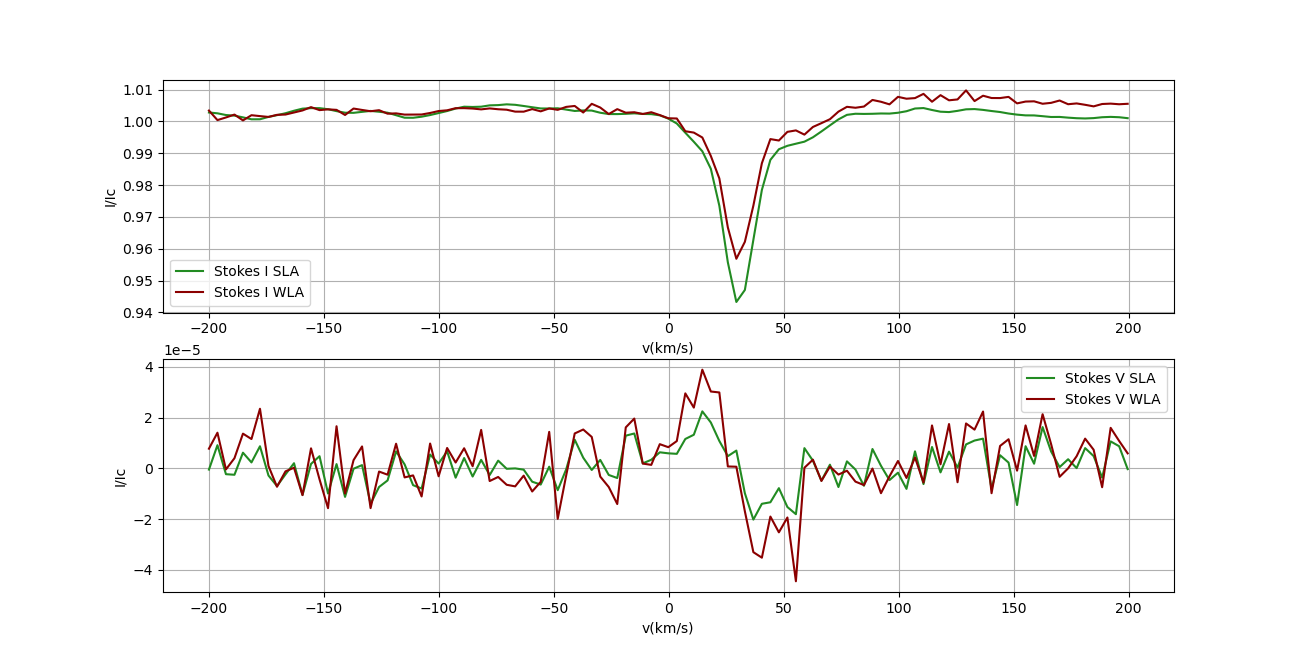 1.01
1.00
0.99
0.98
0.97
0.96
0.95
0.94
I/Ic
Stokes I SLA
Stokes I WLA
−200 −150 −100 −50 0 50 100 150 200
v(km/s)
1e−5
4
2
0
−2
−4
I/Ic
Stokes V SLA
Stokes V WLA
−200 −150 −100 −50 0 50 100 150 200
v(km/s)